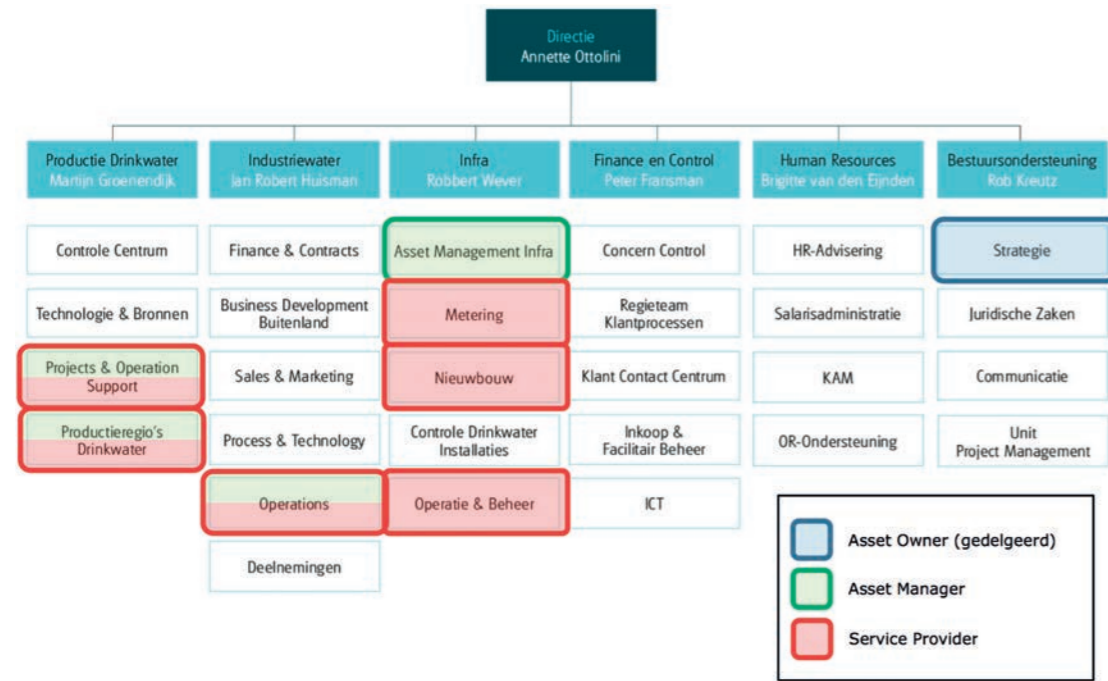 Directie
Annette Ottolini
Productie Drinkwater
Martijn Groenendijk
Industriewater
Jan Robert Huisman
Infra
Robbert Wever
Finance en Control
Peter Fransman
Human Resources
Brigitte van den Eijnden
Bestuursondersteuning
Rob Kreutz
Controle Centrum
Finance & Contracts
Asset Management Infra
Concern Control
HR-Advisering
Strategie
Technologie & Bronnen
Business Development
Buitenland
Metering
Regieteam
Klantprocessen
Salarisadministratie
Juridische Zaken
Projects & Operation
Support
Sales & Marketing
Nieuwbouw
Klant Contact Centrum
KAM
Communicatie
Productieregio's
Drinkwater
Process & Technology
Controle Drinkwater
Installaties
Inkoop &
Facilitair Beheer
OR-Ondersteuning
Unit
Project Management
Operations
Operatie & Beheer
ICT
Deelnemingen
Asset Owner (gedelgeerd)
Asset Manager
Service Provider